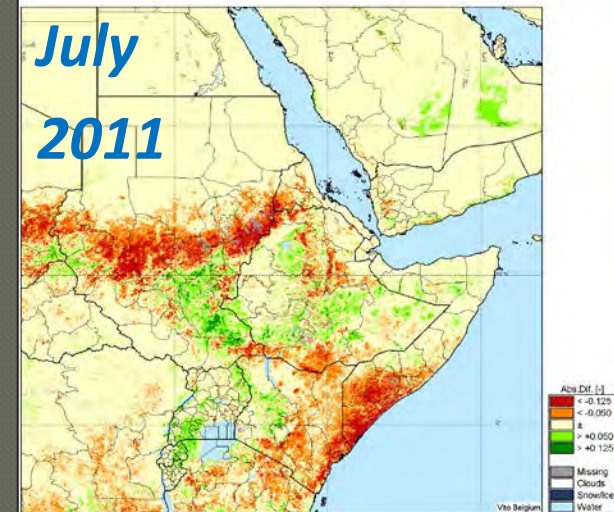 July
2011
Abs.Dif. [-]
< -0.125
< -0.050
±
> +0.050
> +0.125
Missing
Clouds
Snow/Ice
Water
Vito Belgium